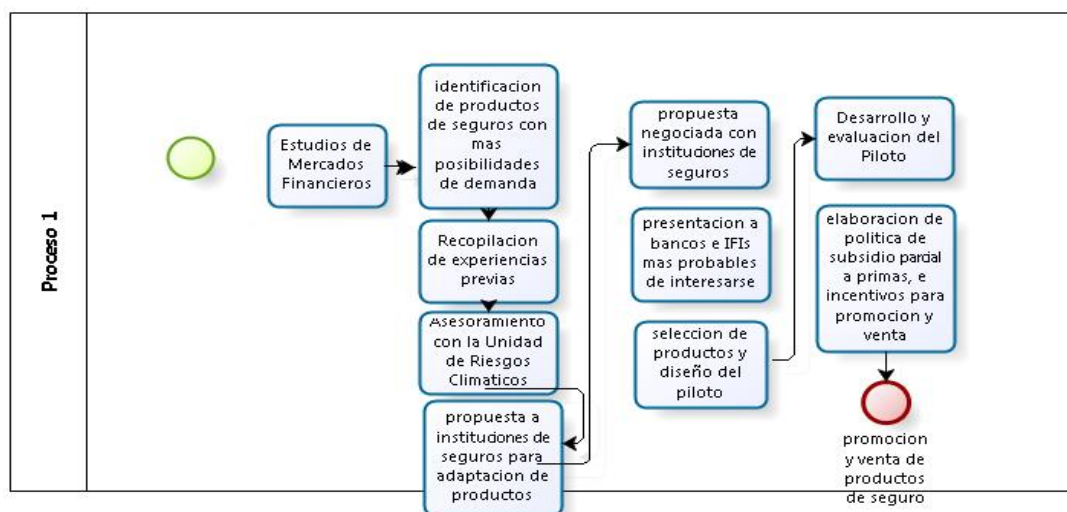 Proceso 1
Estudios de
Mercados
Financieros
identificacion
de productos
de seguros con
mas
posibilidades
de demanda
Recopilacion
de experiencias
previas
Asesoramiento
con la Unidad
de Riesgos
Climaticos
propuesta a
instituciones de
seguros para
adaptacion de
productos
propuesta
negociada con
instituciones de
seguros
presentacion a
bancos e IFIs
mas probables
de interesarse
seleccion de
productos y
diseño del
piloto
Desarrollo y
evaluacion del
Piloto
elaboracion de
politica de
subsidio parcial
a primas, e
incentivos para
promocion y
venta
promocion
y venta de
productos
de seguro